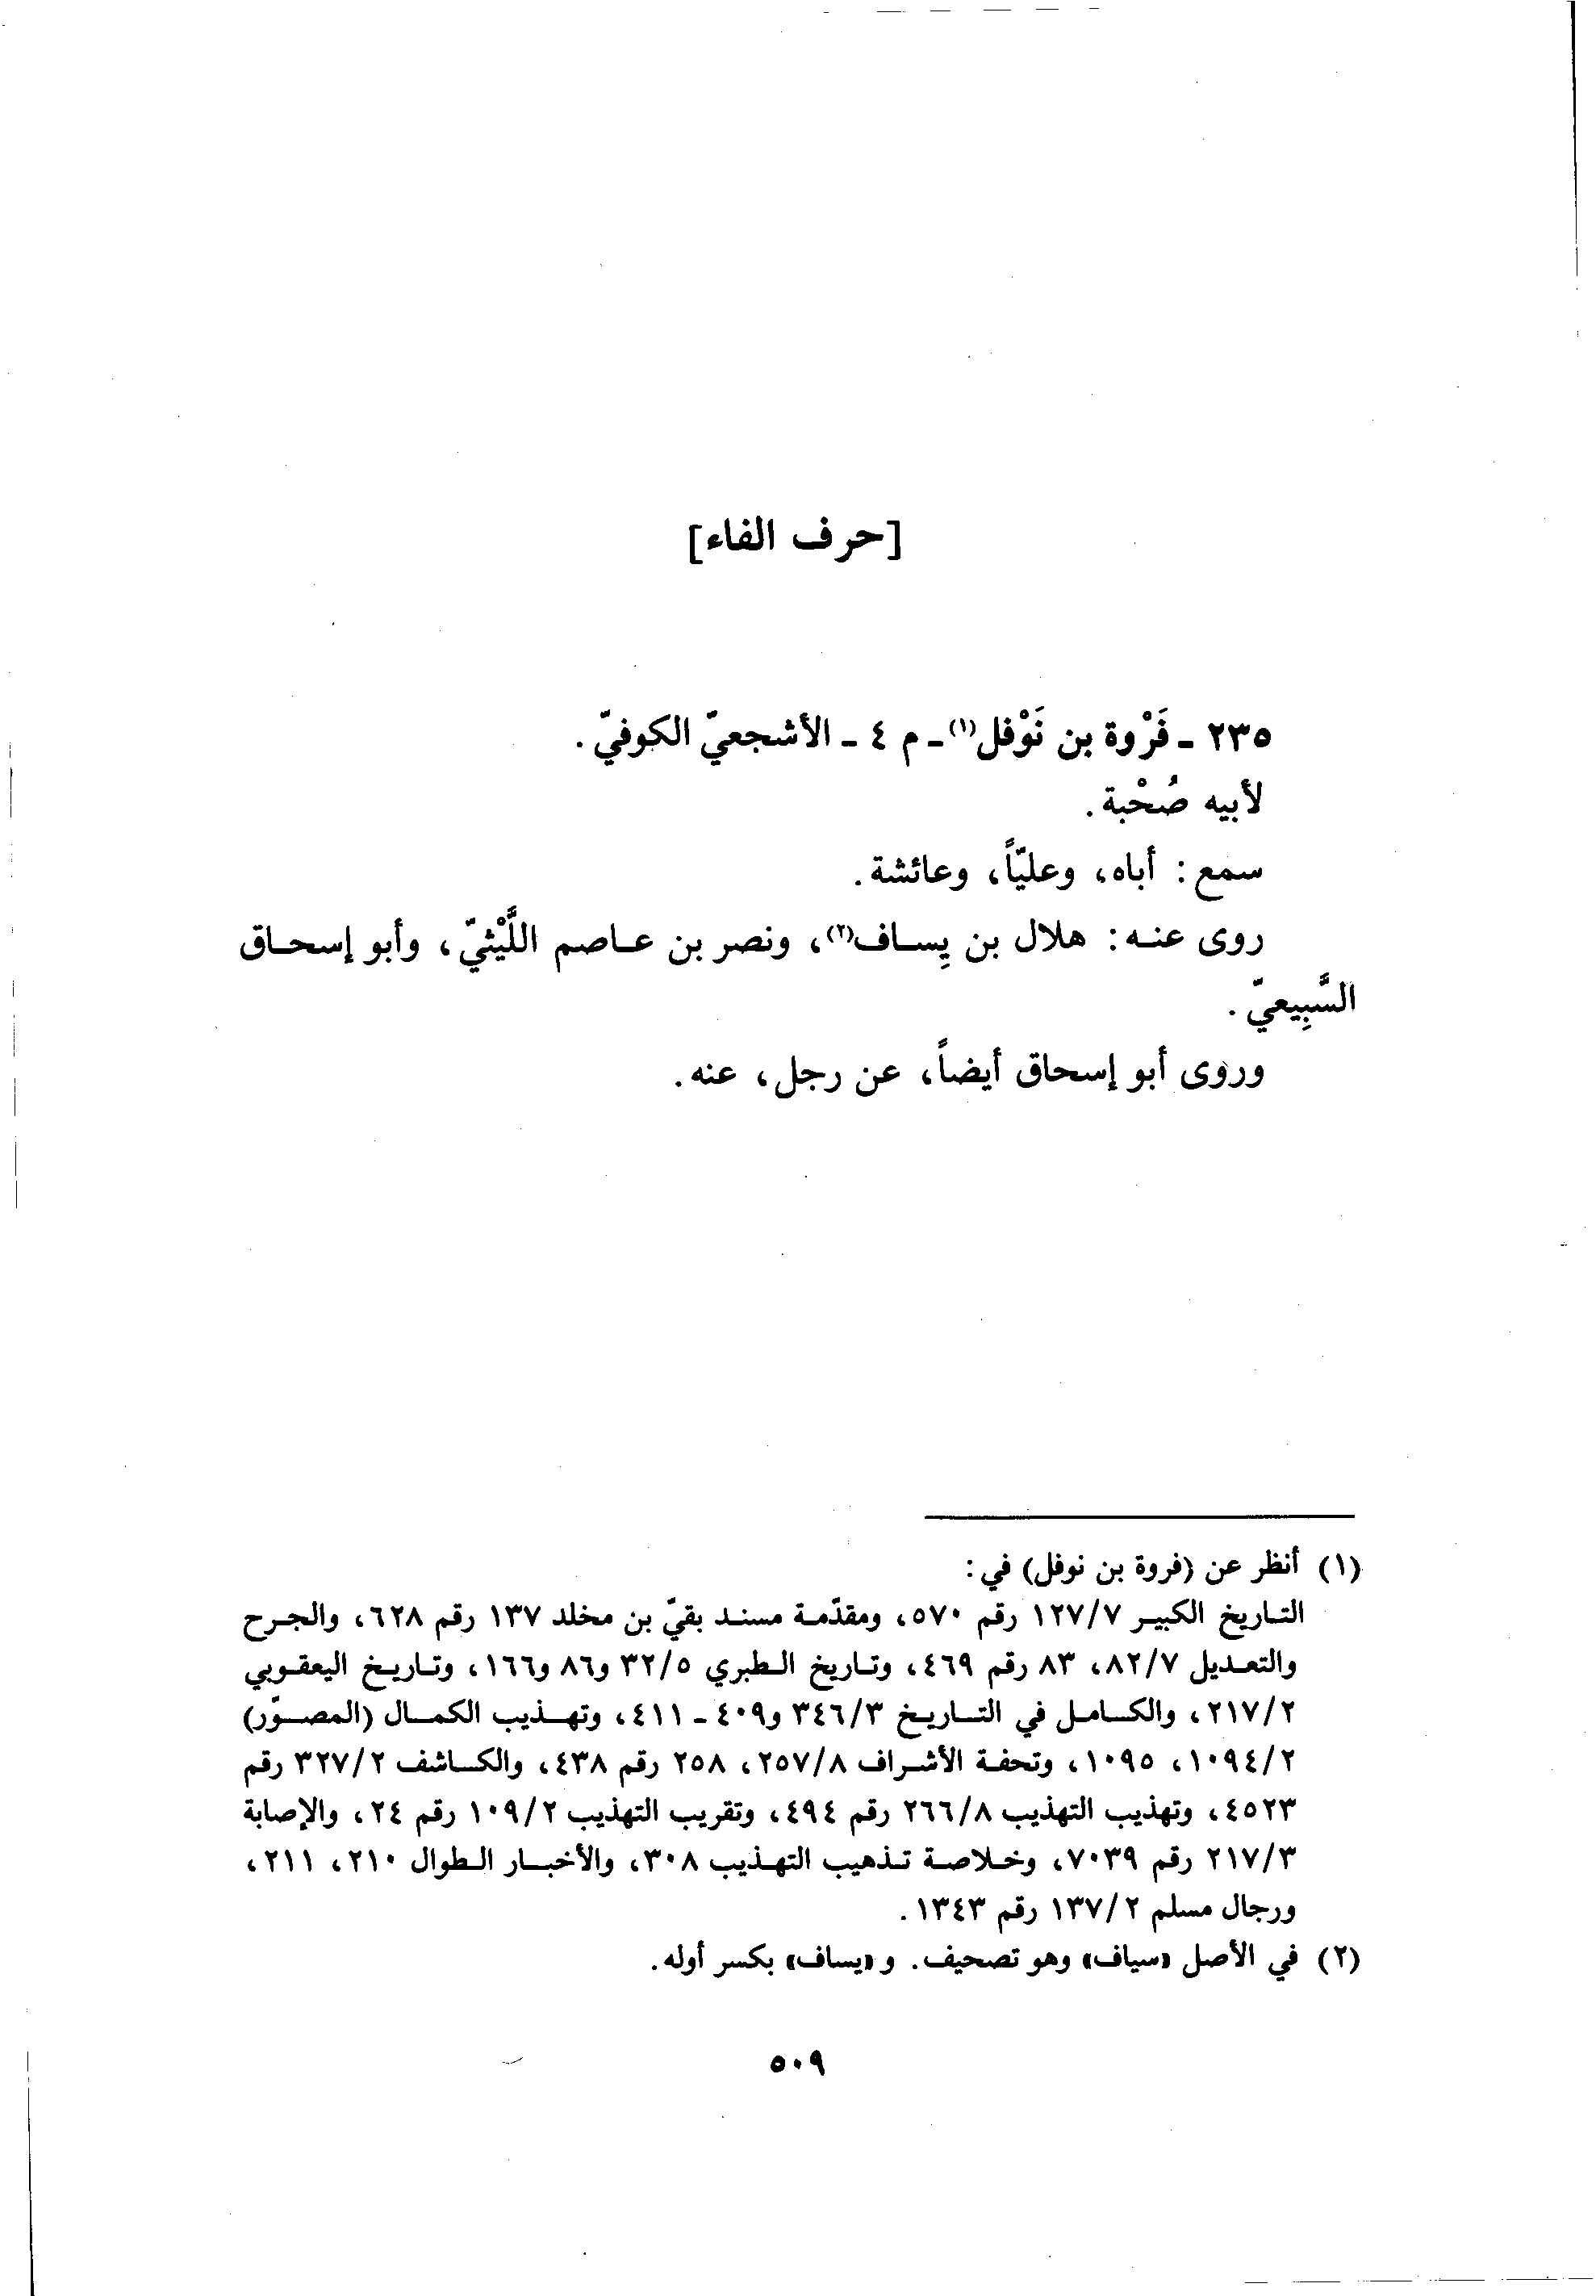 [حرف الفاء]
٢٣٥ ـ فَرْوة بن نَوْفل(١) ـ م ٤ ـ الأشجعيّ الكوفيّ.
لأبيه صُحْبة.
سمع: أباه، وعليّاً، وعائشة.
روى عنه: هلال بن يِساف(٢)، ونصر بن عاصم اللَّيْثيّ، وأبو إسحاق
السَّبِيعيّ.
وروى أبو إسحاق أيضاً، عن رجل، عنه.
(١) أنظر عن (فروة بن نوفل) في:
التاريخ الكبير ١٢٧/٧ رقم ٥٧٠، ومقدّمة مسند بقيّ بن مخلد ١٣٧ رقم ٦٢٨، والجرح
والتعديل ٨٢/٧، ٨٣ رقم ٤٦٩، وتاريخ الطبري ٣٢/٥ و٨٦ و١٦٦، وتاريخ اليعقوبي
٢١٧/٢، والكامل في التاريخ ٣٤٦/٣ و٤٠٩ ـ ٤١١، وتهذيب الكمال (المصوّر)
١٠٩٤/٢، ١٠٩٥، وتحفة الأشراف ٢٥٧/٨، ٢٥٨ رقم ٤٣٨، والكاشف ٣٢٧/٢ رقم
٤٥٢٣، وتهذيب التهذيب ٢٦٦/٨ رقم ٤٩٤، وتقريب التهذيب ١٠٩/٢ رقم ٢٤، والإصابة
٢١٧/٣ رقم ٧٠٣٩، وخلاصة تذهيب التهذيب ٣٠٨، والأخبار الطوال ٢١٠، ٢١١،
ورجال مسلم ١٣٧/٢ رقم ١٣٤٣.
(٢) في الأصل «سياف» وهو تصحيف. و«يساف» بكسر أوله.
٥٠٩